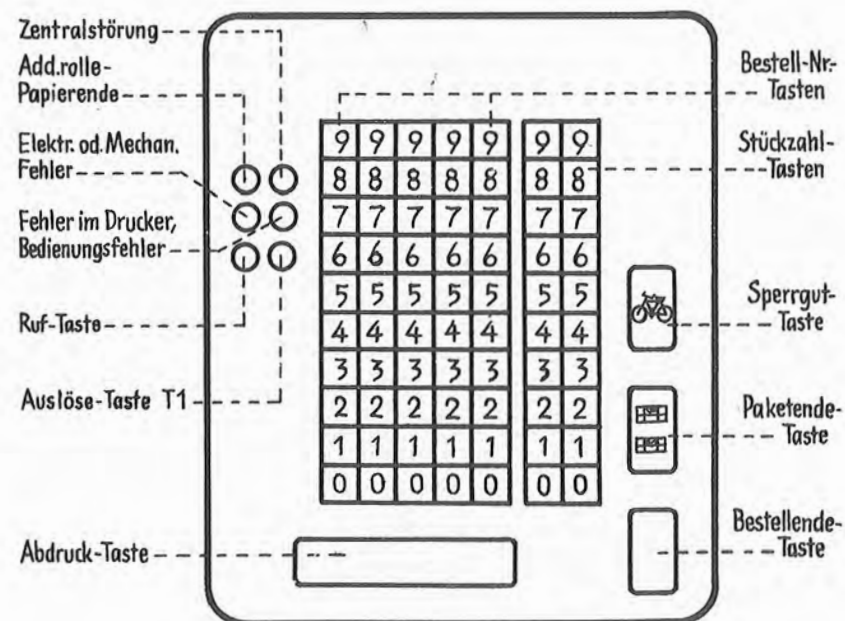 Zentralstörung
Add.rolle-
Papierende
Elektr. od. Mechan.
Fehler
Fehler im Drucker,
Bedienungsfehler
Ruf-Taste
Auslöse-Taste T1
Abdruck-Taste
9 9 9 9 9 9 9
8 8 8 8 8 8 8
7 7 7 7 7 7 7
6 6 6 6 6 6 6
5 5 5 5 5 5 5
4 4 4 4 4 4 4
3 3 3 3 3 3 3
2 2 2 2 2 2 2
1 1 1 1 1 1 1
0 0 0 0 0 0 0
Bestell-Nr.-
Tasten
Stückzahl-
Tasten
Sperrgut-
Taste
Paketende-
Taste
Bestellende-
Taste